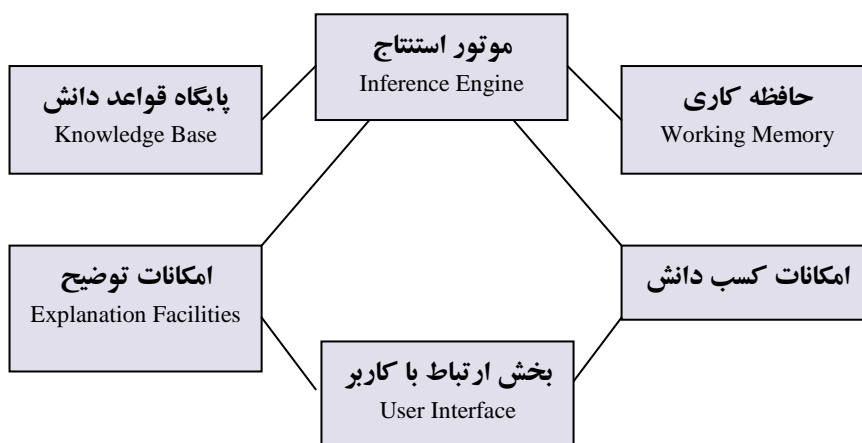 موتور استنتاج
Inference Engine
حافظه کاری
Working Memory
پایگاه قواعد دانش
Knowledge Base
امکانات کسب دانش
امکانات توضیح
Explanation Facilities
بخش ارتباط با کاربر
User Interface